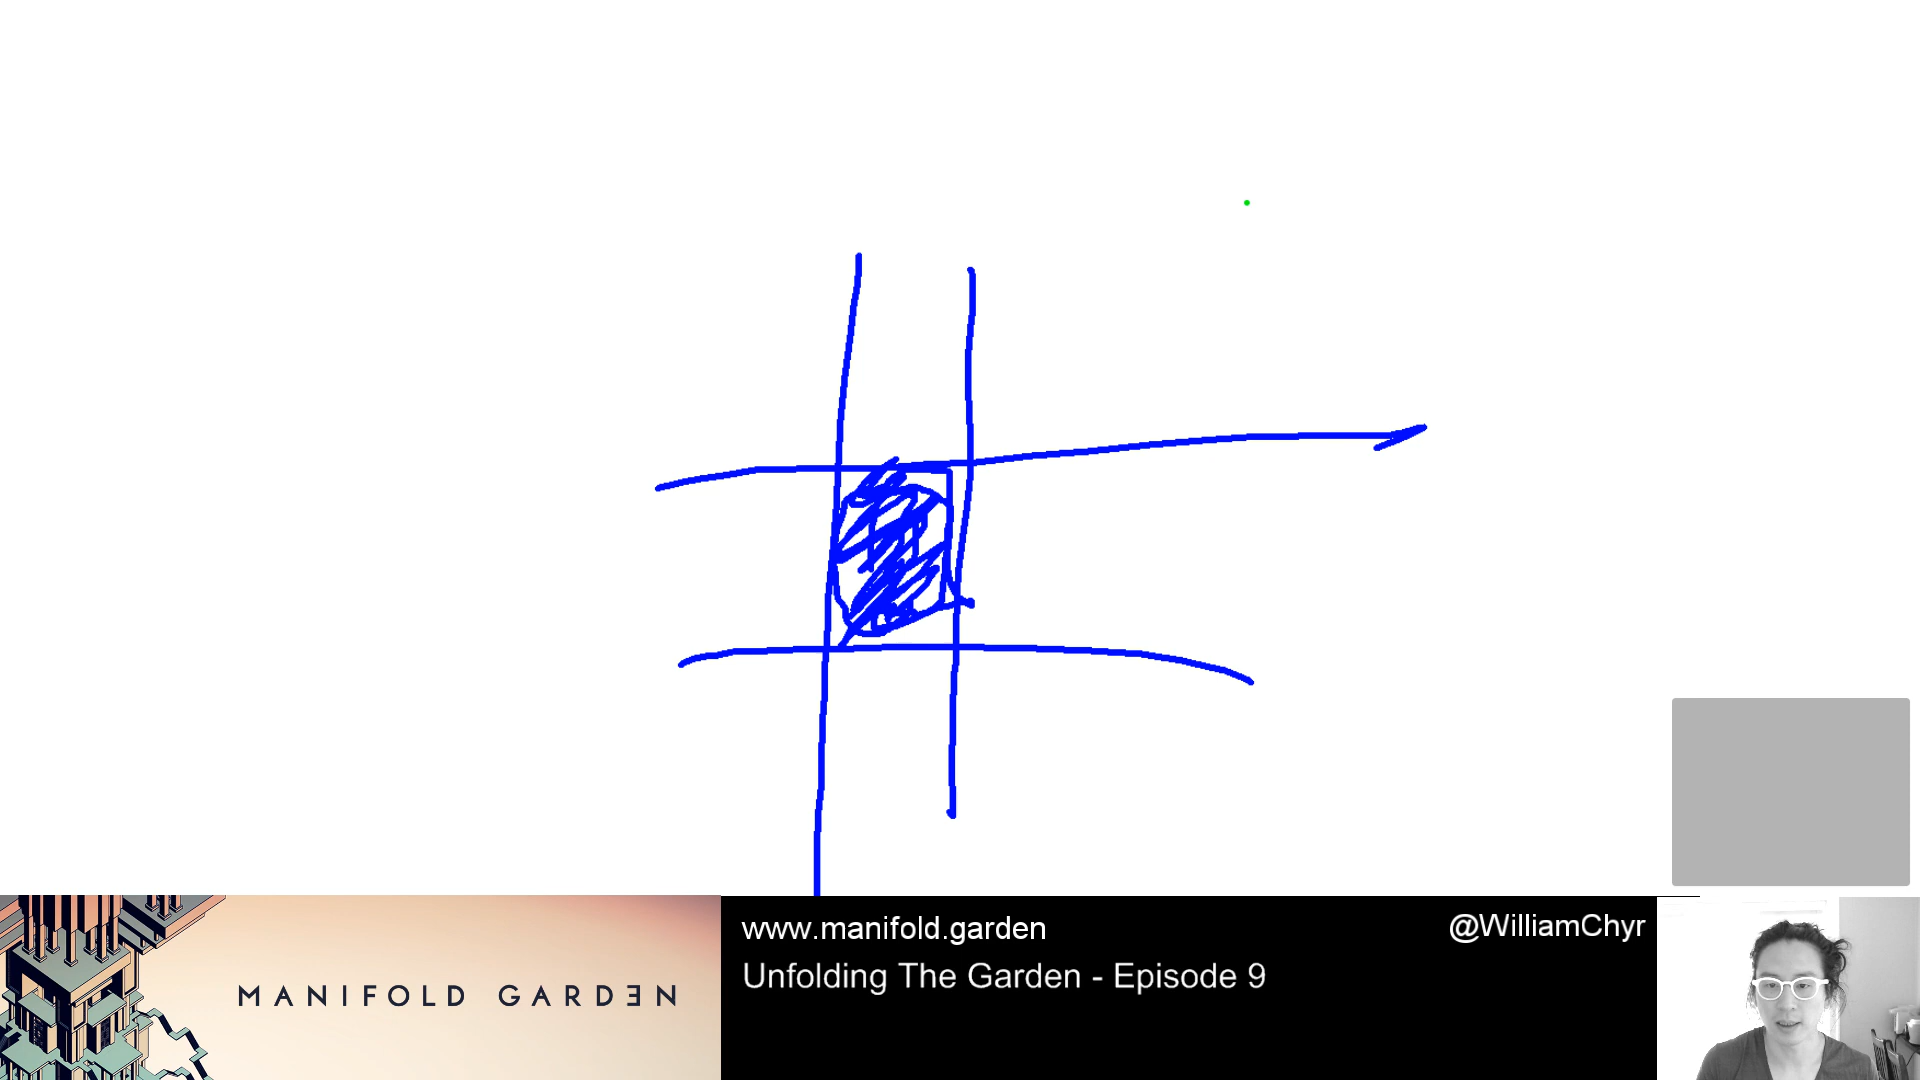 www.manifold.garden
@WilliamChyr
Unfolding The Garden - Episode 9
MANIFOLD GARDƎN